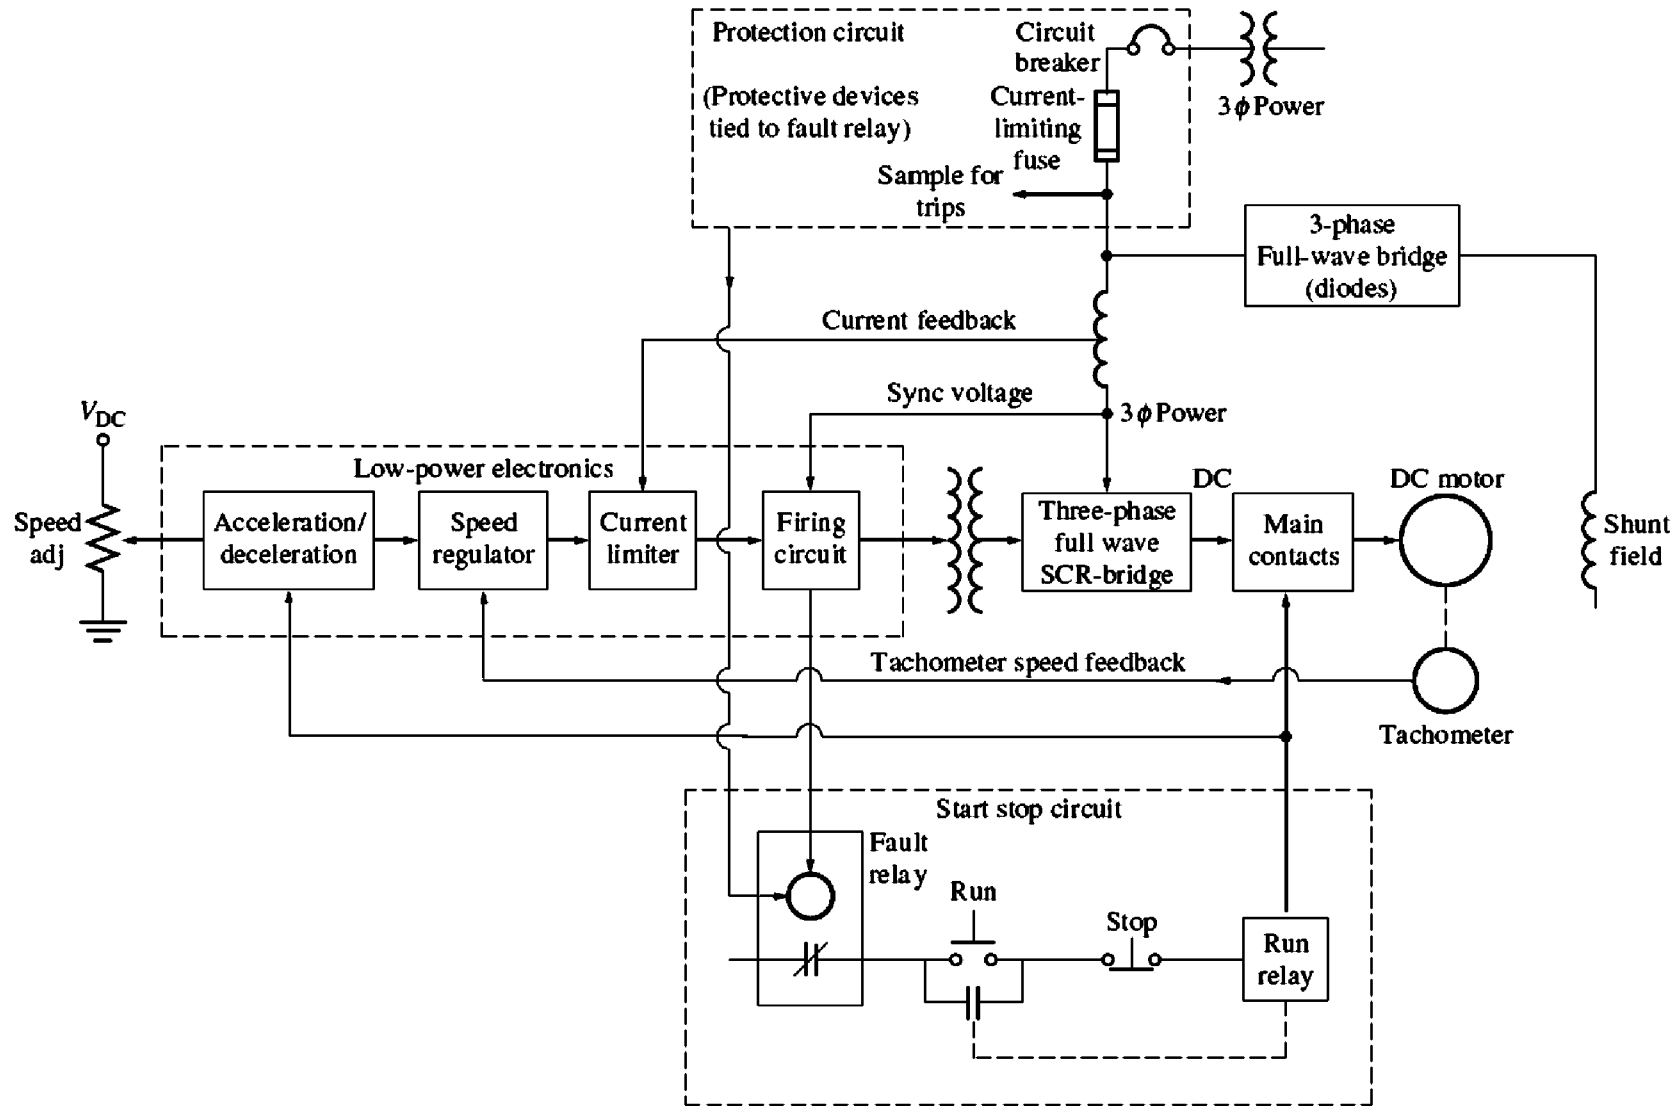 Protection circuit
(Protective devices
tied to fault relay)
Circuit
breaker
Current-
limiting
fuse
3ϕ Power
Sample for
trips
3-phase
Full-wave bridge
(diodes)
Current feedback
Sync voltage
3ϕ Power
VDC
Low-power electronics
Speed
adj
Acceleration/
deceleration
Speed
regulator
Current
limiter
Firing
circuit
Three-phase
full wave
SCR-bridge
DC
Main
contacts
DC motor
Shunt
field
Tachometer speed feedback
Tachometer
Start stop circuit
Fault
relay
Run
Stop
Run
relay